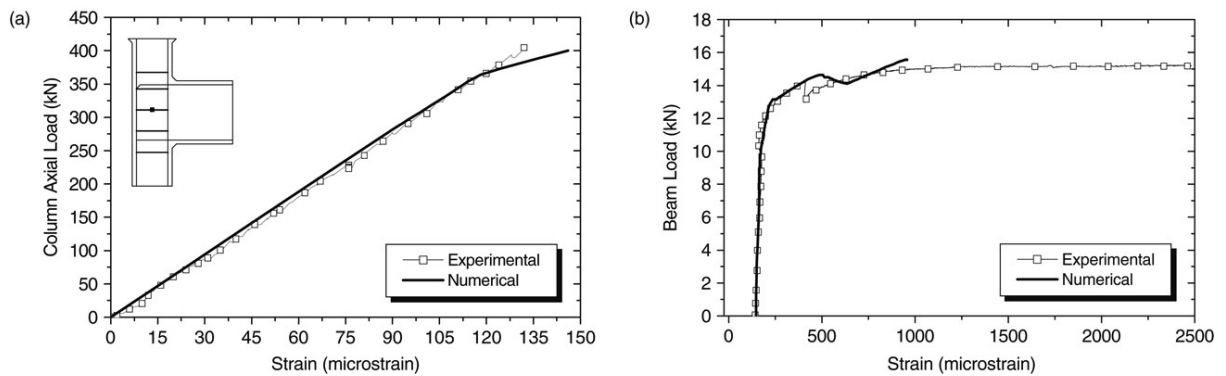 (a)
450
400
350
300
250
200
150
100
50
0
Column Axial Load (kN)
Experimental
Numerical
0 15 30 45 60 75 90 105 120 135 150
Strain (microstrain)
(b)
18
16
14
12
10
8
6
4
2
0
Beam Load (kN)
Experimental
Numerical
0 500 1000 1500 2000 2500
Strain (microstrain)